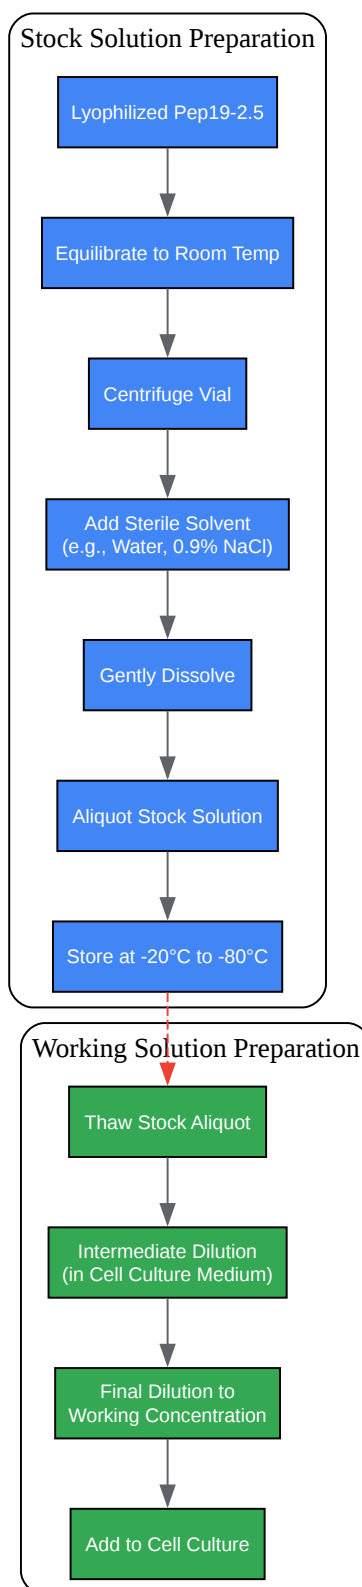 Stock Solution Preparation
Lyophilized Pep19-2.5
Equilibrate to Room Temp
Centrifuge Vial
Add Sterile Solvent
(e.g., Water, 0.9% NaCl)
Gently Dissolve
Aliquot Stock Solution
Store at -20°C to -80°C
Working Solution Preparation
Thaw Stock Aliquot
Intermediate Dilution
(in Cell Culture Medium)
Final Dilution to
Working Concentration
Add to Cell Culture